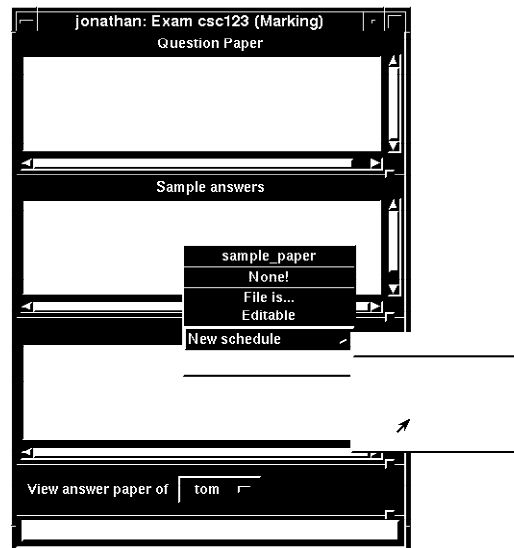 jonathan: Exam csc123 (Marking)
Question Paper
Sample answers
sample_paper
None!
File is...
Editable
New schedule
View answer paper of tom